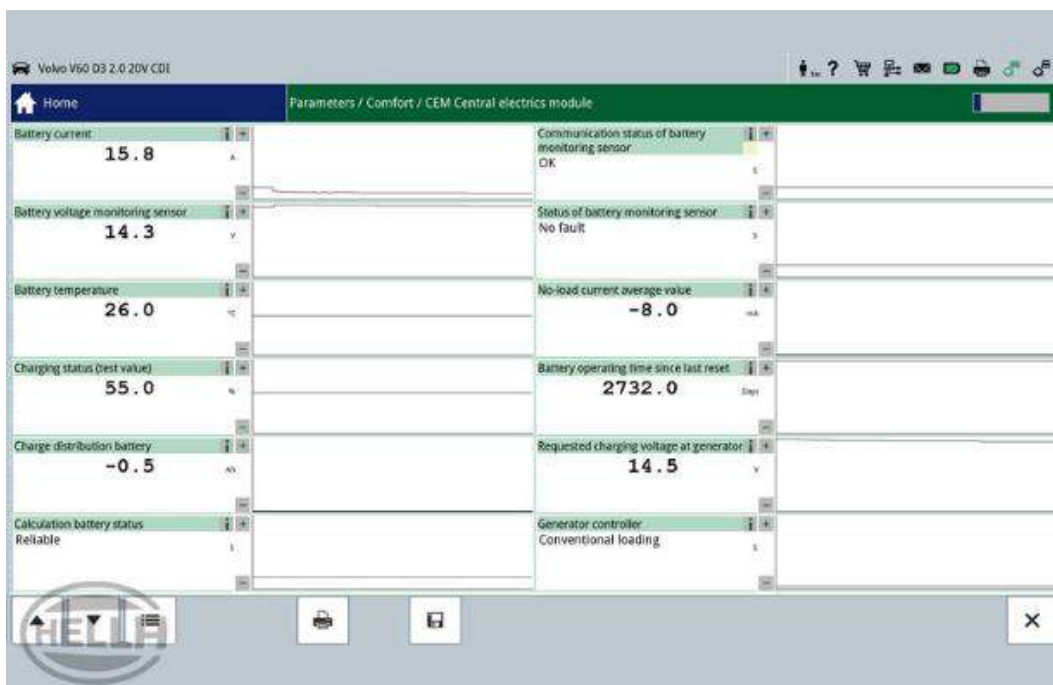 Volvo V60 D3 2.0 20V CDI
?
Home
Parameters / Comfort / CEM Central electrics module
Battery current
i +
15.8
A
Communication status of battery
monitoring sensor
i +
OK
Battery voltage monitoring sensor
i +
14.3
V
Status of battery monitoring sensor
i +
No fault
Battery temperature
i +
26.0
°C
No-load current average value
i +
-8.0
mA
Charging status (test value)
i +
55.0
%
Battery operating time since last reset
i +
2732.0
Days
Charge distribution battery
i +
-0.5
Ah
Requested charging voltage at generator
i +
14.5
V
Calculation battery status
i +
Reliable
Generator controller
i +
Conventional loading
HELLA